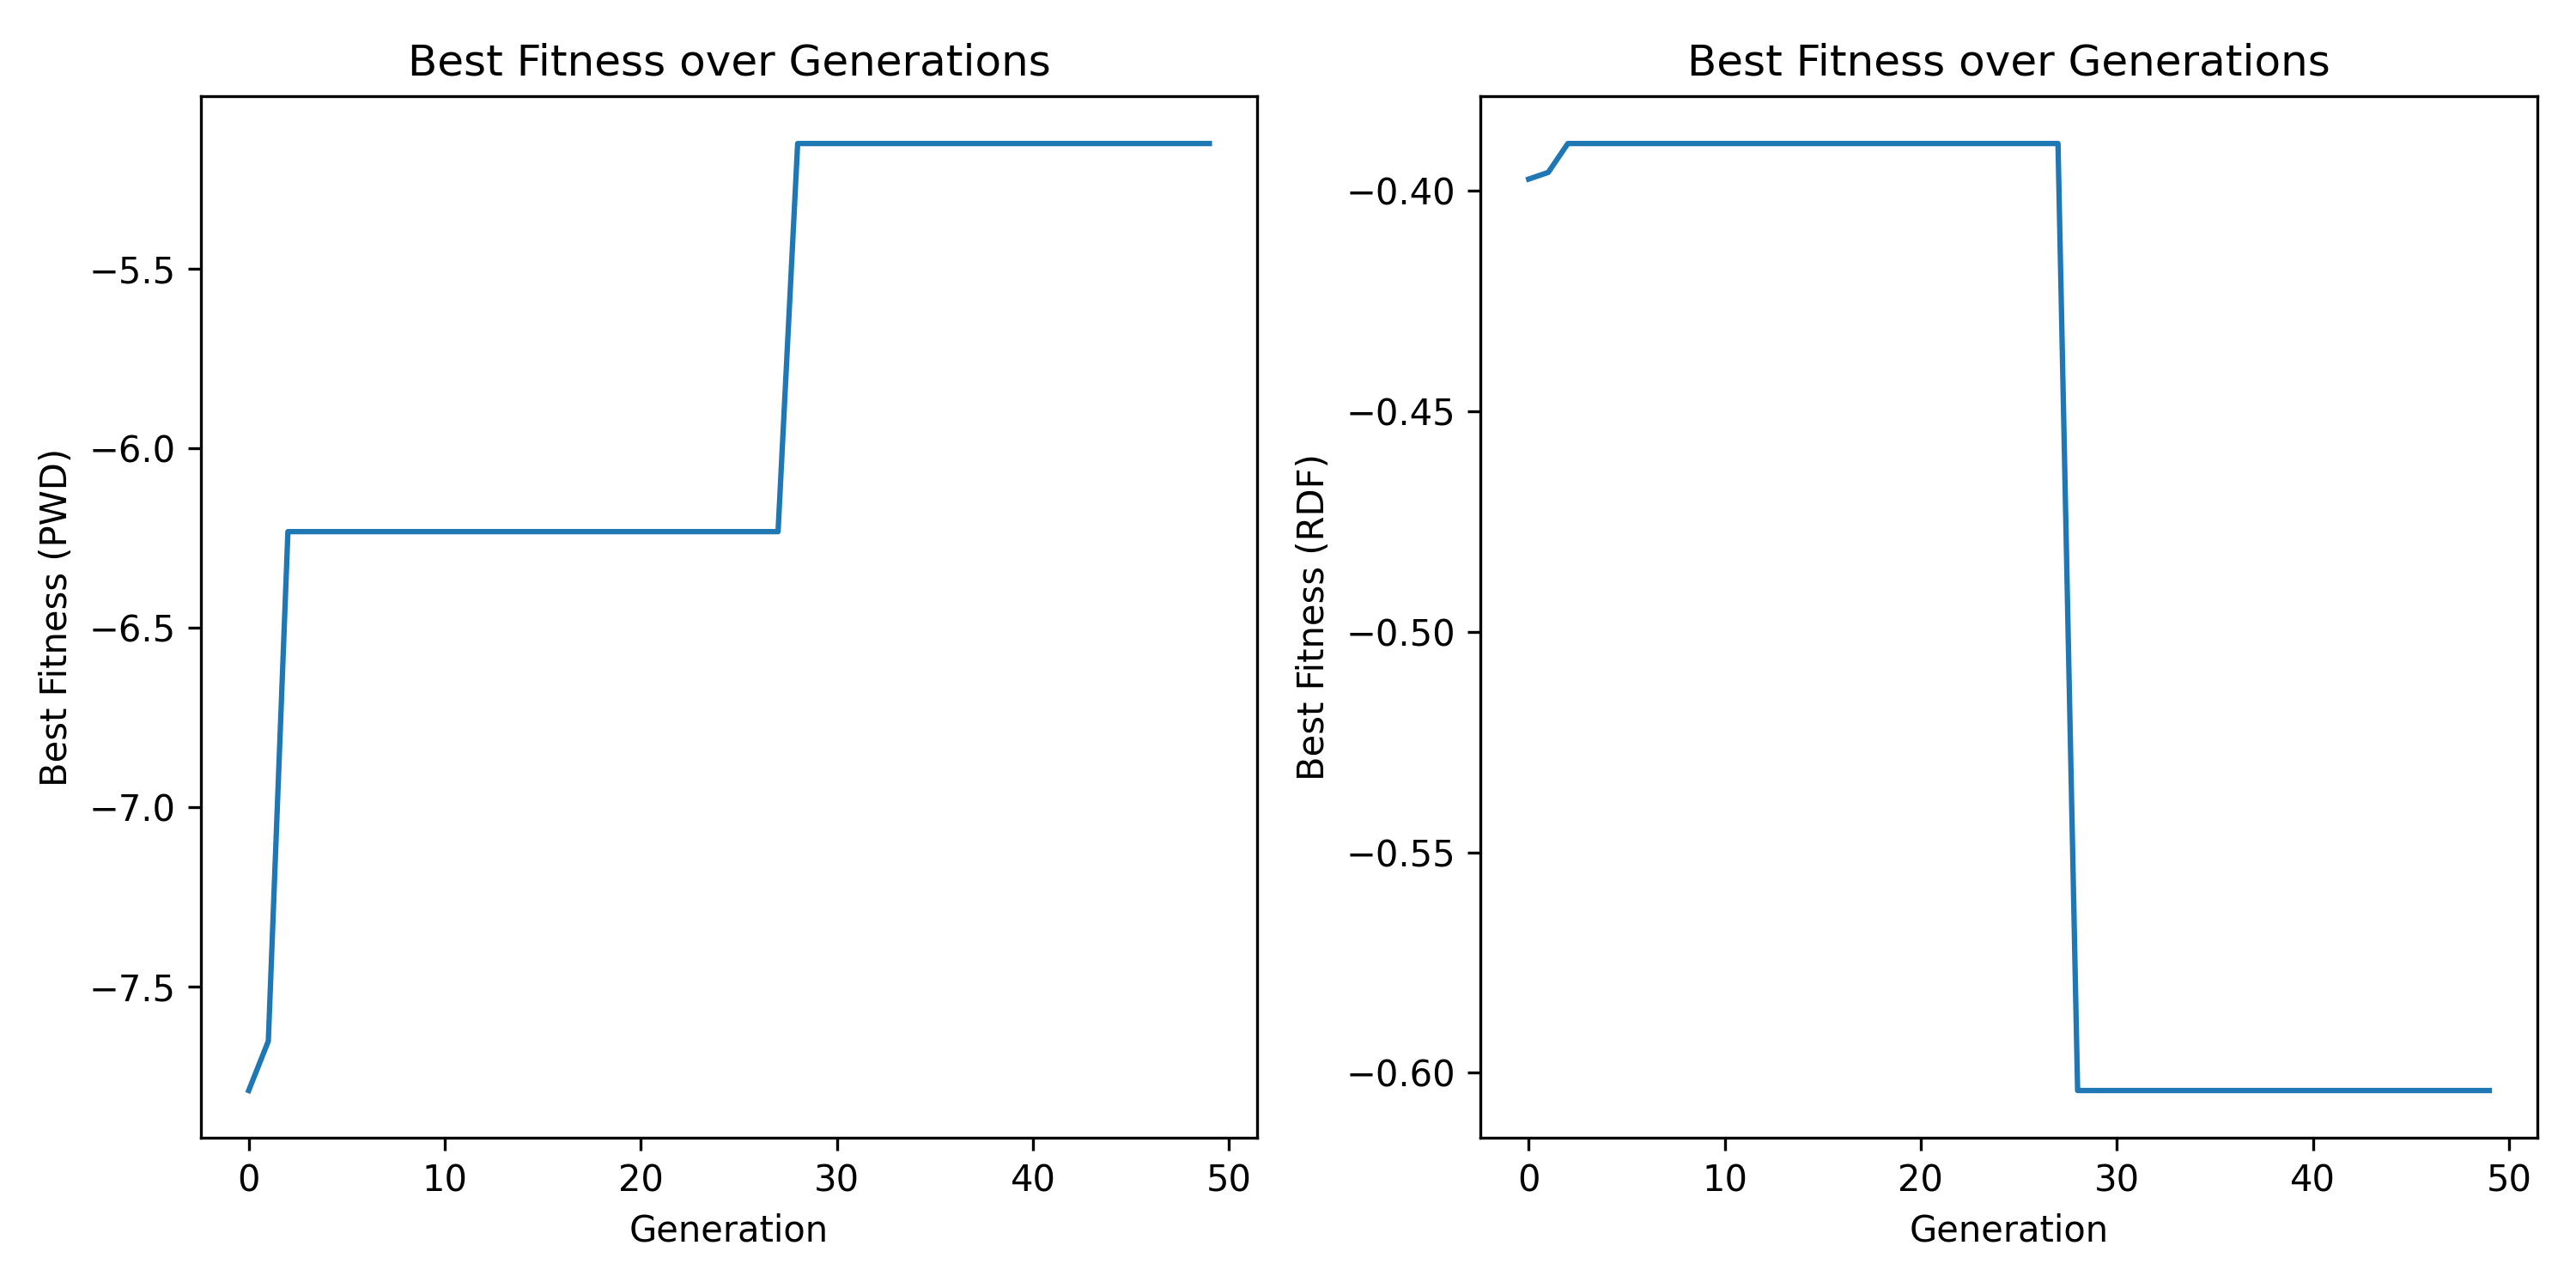 Best Fitness over Generations
Best Fitness (PWD)
−5.5
−6.0
−6.5
−7.0
−7.5
0 10 20 30 40 50
Generation
Best Fitness over Generations
Best Fitness (RDF)
−0.40
−0.45
−0.50
−0.55
−0.60
0 10 20 30 40 50
Generation